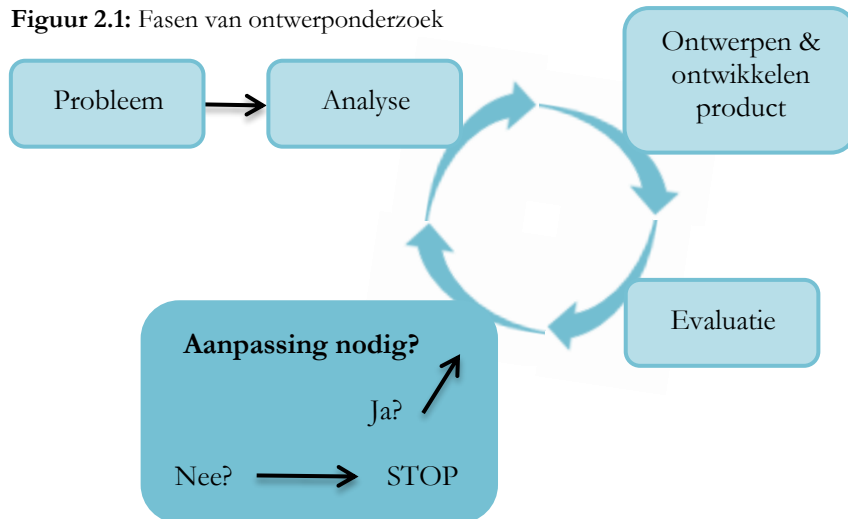 Figuur 2.1: Fasen van ontwerponderzoek
Probleem
Analyse
Ontwerpen &
ontwikkelen
product
Evaluatie
Aanpassing nodig?
Ja?
Nee?
STOP